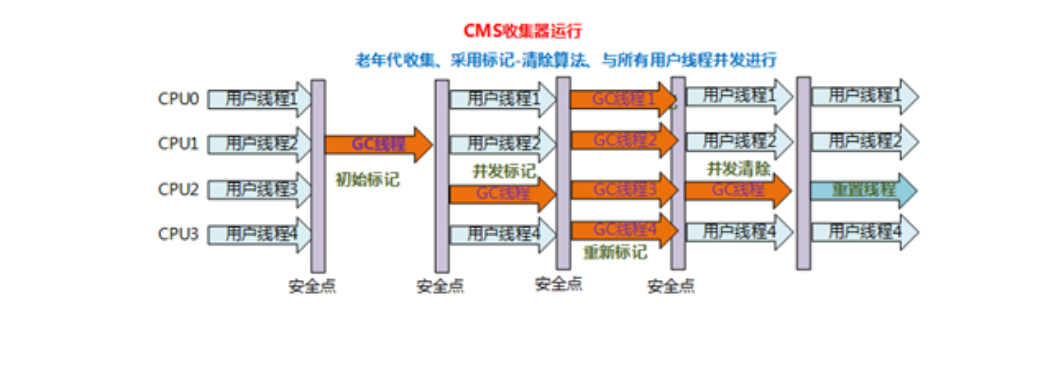 CMS收集器运行
老年代收集、采用标记-清除算法、与所有用户线程并发进行
CPU0 用户线程1 用户线程1 GC线程1 用户线程1 用户线程1
CPU1 用户线程2 GC线程 用户线程2 GC线程2 用户线程2 用户线程2
初始标记 并发标记 并发清除
CPU2 用户线程3 GC线程 GC线程3 GC线程 重置线程
CPU3 用户线程4 用户线程4 GC线程4 用户线程4 用户线程4
重新标记
安全点 安全点 安全点 安全点